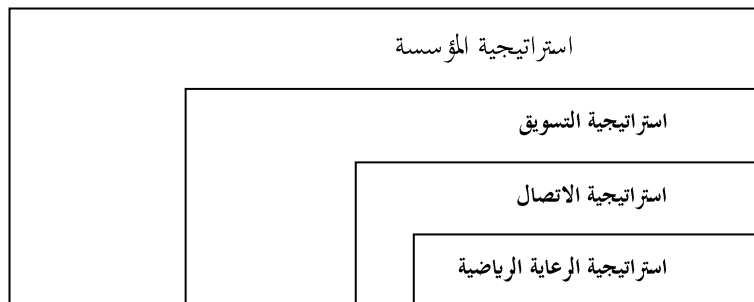 استراتيجية المؤسسة
استراتيجية التسويق
استراتيجية الاتصال
استراتيجية الرعاية الرياضية